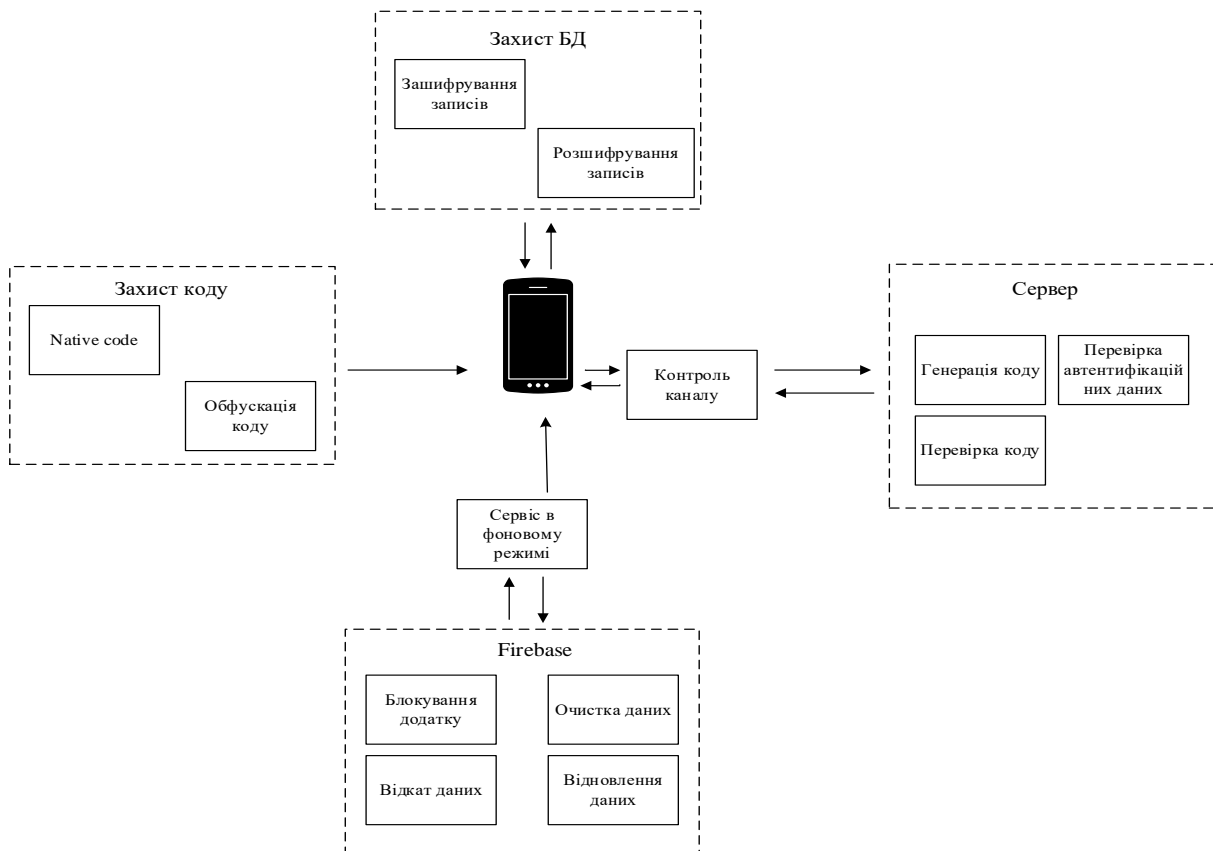 Захист БД
Зашифрування
записів
Розшифрування
записів
Захист коду
Native code
Обфускація
коду
Контроль
каналу
Сервер
Генерація коду
Перевірка
автентифікацій
них даних
Перевірка коду
Сервіс в
фоновому
режимі
Firebase
Блокування
додатку
Очистка даних
Відкат даних
Відновлення
даних